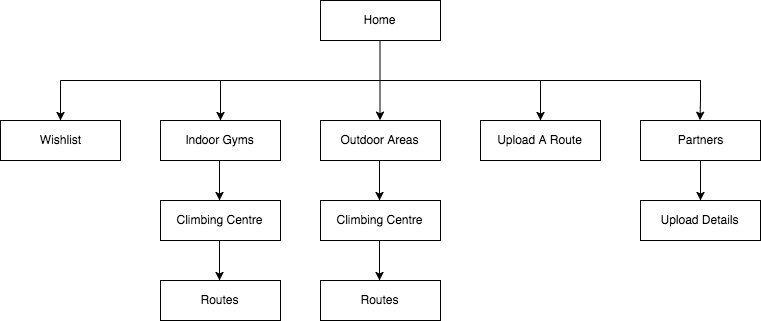 Home
Wishlist
Indoor Gyms
Outdoor Areas
Upload A Route
Partners
Climbing Centre
Climbing Centre
Upload Details
Routes
Routes